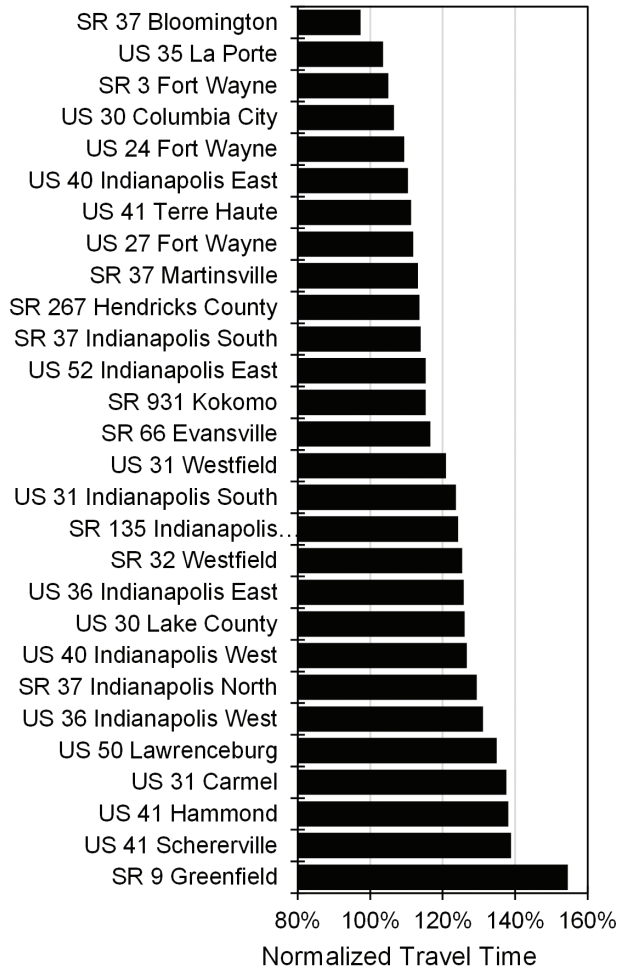 SR 37 Bloomington
US 35 La Porte
SR 3 Fort Wayne
US 30 Columbia City
US 24 Fort Wayne
US 40 Indianapolis East
US 41 Terre Haute
US 27 Fort Wayne
SR 37 Martinsville
SR 267 Hendricks County
SR 37 Indianapolis South
US 52 Indianapolis East
SR 931 Kokomo
SR 66 Evansville
US 31 Westfield
US 31 Indianapolis South
SR 135 Indianapolis…
SR 32 Westfield
US 36 Indianapolis East
US 30 Lake County
US 40 Indianapolis West
SR 37 Indianapolis North
US 36 Indianapolis West
US 50 Lawrenceburg
US 31 Carmel
US 41 Hammond
US 41 Schererville
SR 9 Greenfield
80% 100% 120% 140% 160%
Normalized Travel Time